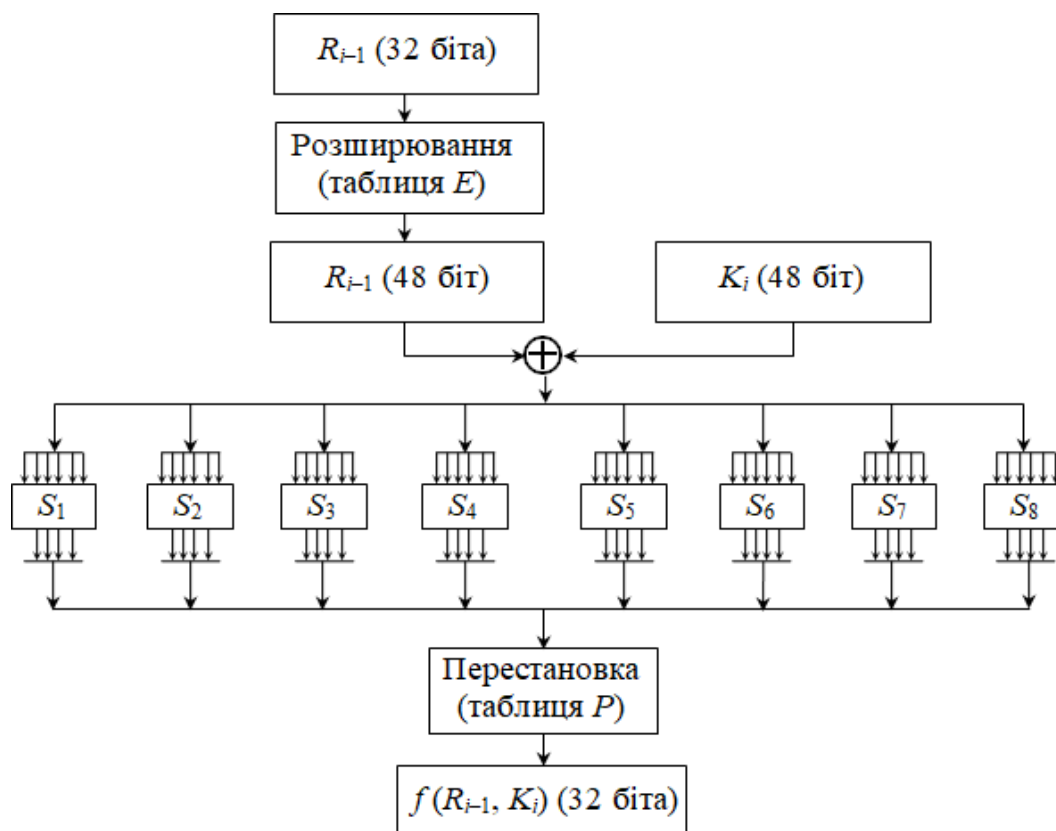 Rᵢ₋₁ (32 біта)
Розширювання
(таблиця E)
Rᵢ₋₁ (48 біт)
Kᵢ (48 біт)
S₁
S₂
S₃
S₄
S₅
S₆
S₇
S₈
Перестановка
(таблиця P)
f (Rᵢ₋₁, Kᵢ) (32 біта)